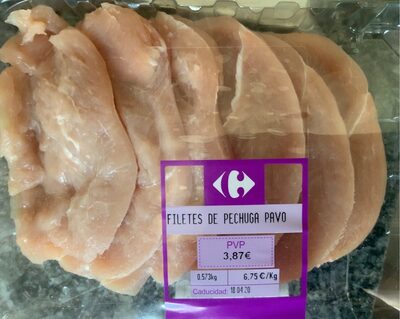 FILETES DE PECHUGA PAVO
PVP
3,87€
0.573kg 6.75 €/Kg
Caducidad: 18.04.20